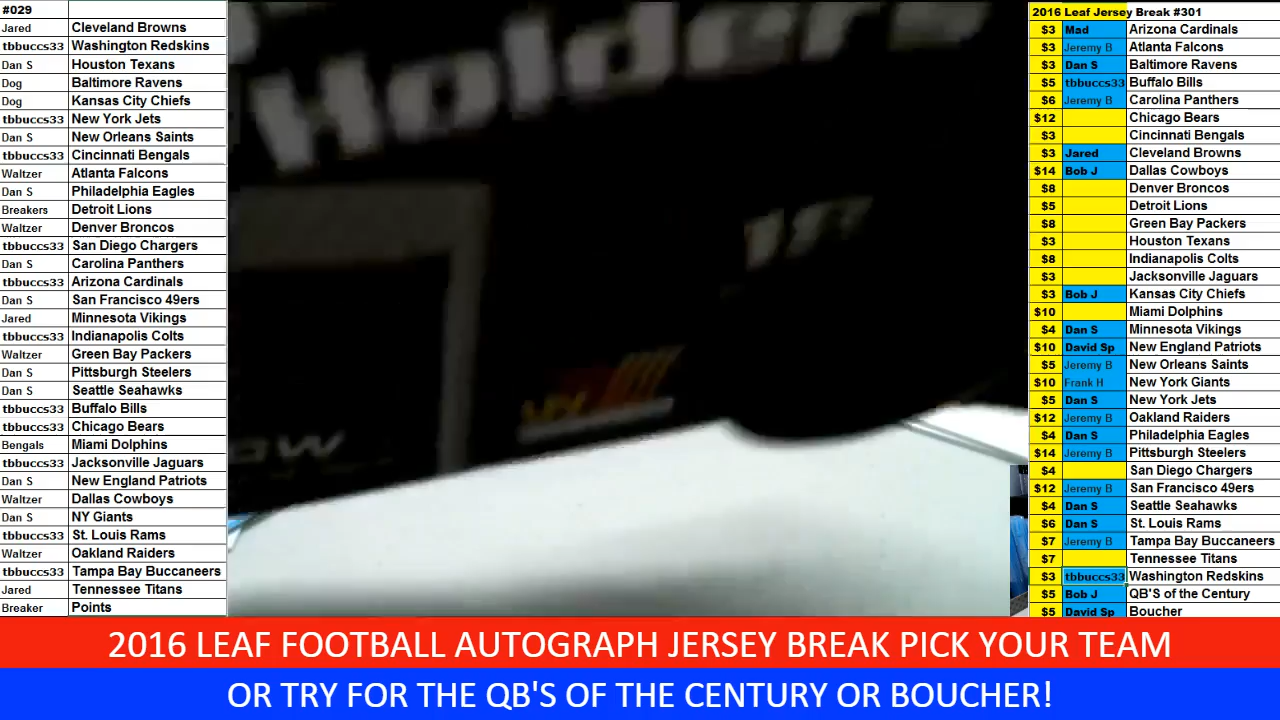 #029
Jared Cleveland Browns
tbbuccs33 Washington Redskins
Dan S Houston Texans
Dog Baltimore Ravens
Dog Kansas City Chiefs
tbbuccs33 New York Jets
Dan S New Orleans Saints
tbbuccs33 Cincinnati Bengals
Waltzer Atlanta Falcons
Dan S Philadelphia Eagles
Breakers Detroit Lions
Waltzer Denver Broncos
tbbuccs33 San Diego Chargers
Dan S Carolina Panthers
tbbuccs33 Arizona Cardinals
Dan S San Francisco 49ers
Jared Minnesota Vikings
tbbuccs33 Indianapolis Colts
Waltzer Green Bay Packers
Dan S Pittsburgh Steelers
Dan S Seattle Seahawks
tbbuccs33 Buffalo Bills
tbbuccs33 Chicago Bears
Bengals Miami Dolphins
tbbuccs33 Jacksonville Jaguars
Dan S New England Patriots
Waltzer Dallas Cowboys
Dan S NY Giants
tbbuccs33 St. Louis Rams
Waltzer Oakland Raiders
tbbuccs33 Tampa Bay Buccaneers
Jared Tennessee Titans
Breaker Points
Holders
2016 Leaf Jersey Break #301
$3 Mad Arizona Cardinals
$3 Jeremy B Atlanta Falcons
$3 Dan S Baltimore Ravens
$5 tbbuccs33 Buffalo Bills
$6 Jeremy B Carolina Panthers
$12 Chicago Bears
$3 Cincinnati Bengals
$3 Jared Cleveland Browns
$14 Bob J Dallas Cowboys
$8 Denver Broncos
$5 Detroit Lions
$8 Green Bay Packers
$3 Houston Texans
$8 Indianapolis Colts
$3 Jacksonville Jaguars
$3 Bob J Kansas City Chiefs
$10 Miami Dolphins
$4 Dan S Minnesota Vikings
$10 David Sp New England Patriots
$5 Jeremy B New Orleans Saints
$10 Frank H New York Giants
$5 Dan S New York Jets
$12 Jeremy B Oakland Raiders
$4 Dan S Philadelphia Eagles
$14 Jeremy B Pittsburgh Steelers
$4 San Diego Chargers
$12 Jeremy B San Francisco 49ers
$4 Dan S Seattle Seahawks
$6 Dan S St. Louis Rams
$7 Jeremy B Tampa Bay Buccaneers
$7 Tennessee Titans
$3 tbbuccs33 Washington Redskins
$5 Bob J QB'S of the Century
$5 David Sp Boucher
2016 LEAF FOOTBALL AUTOGRAPH JERSEY BREAK PICK YOUR TEAM
OR TRY FOR THE QB'S OF THE CENTURY OR BOUCHER!